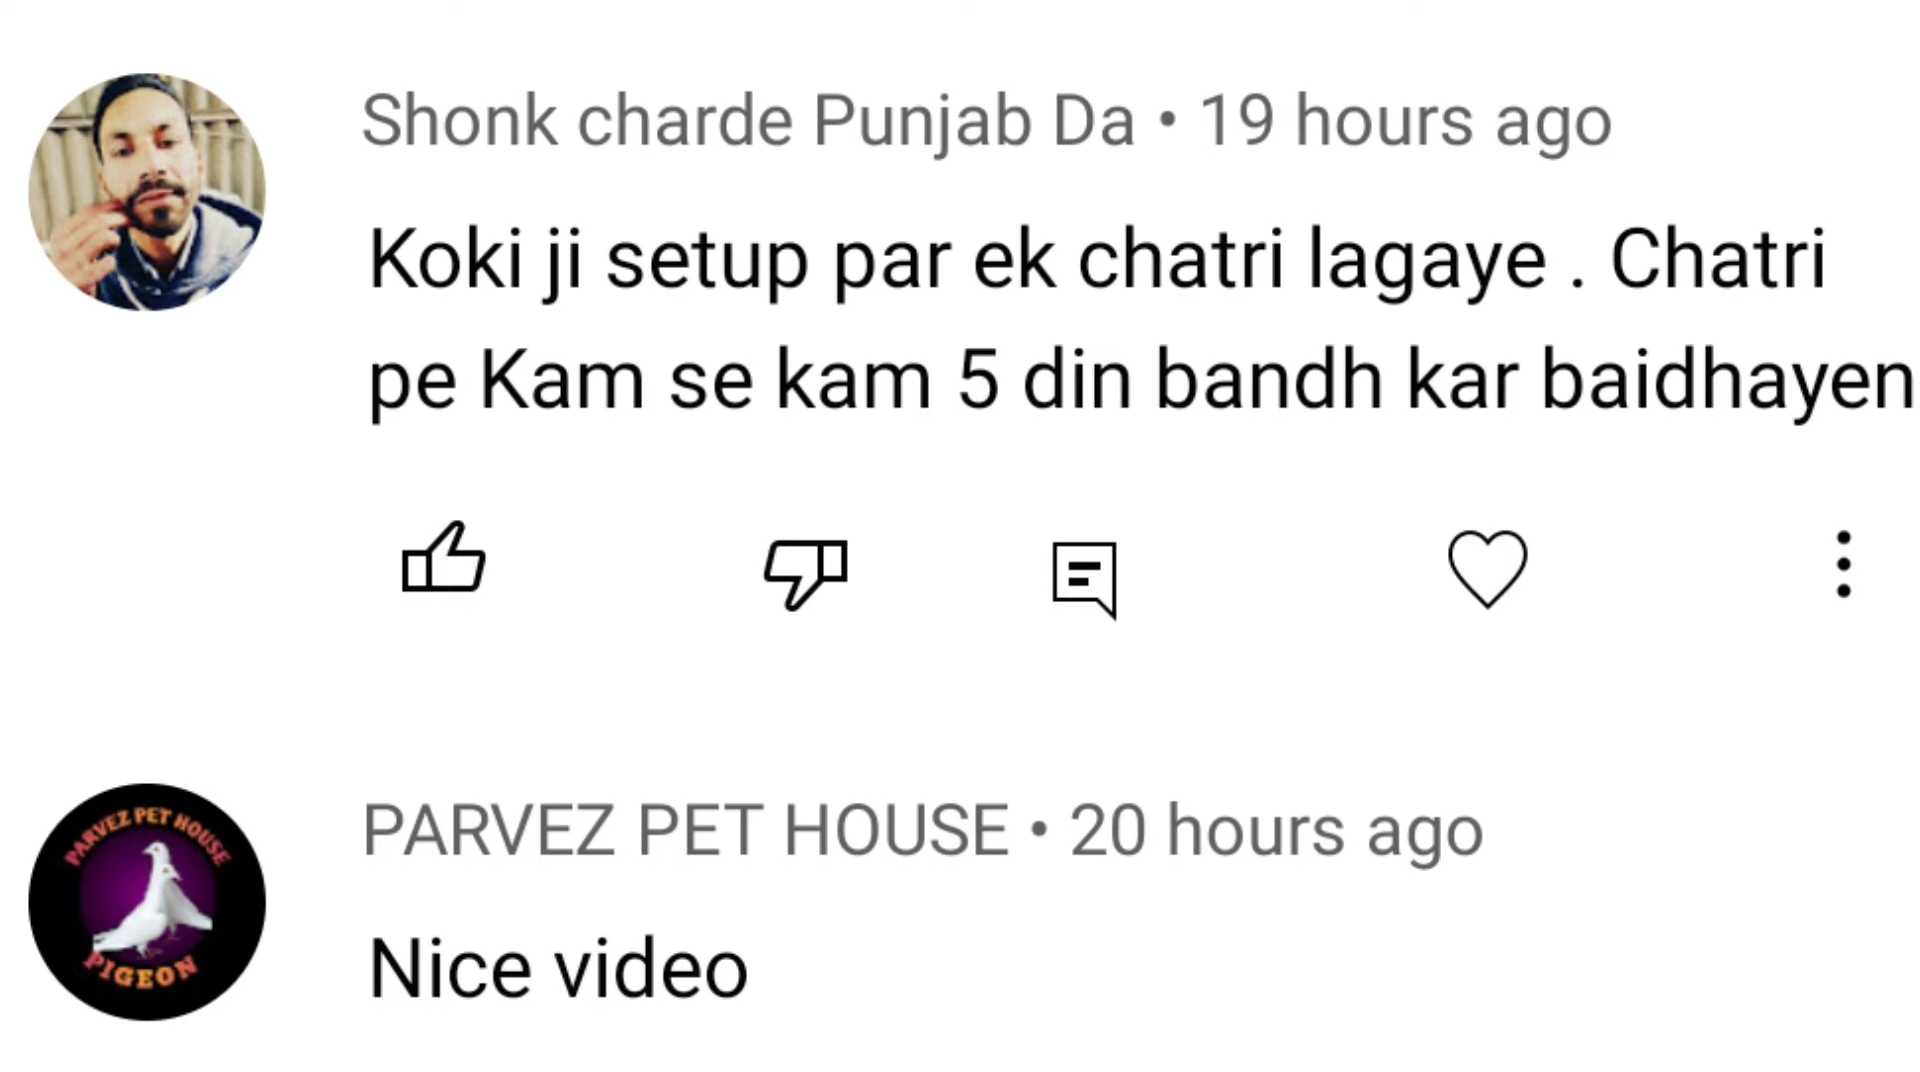 Shonk charde Punjab Da • 19 hours ago
Koki ji setup par ek chatri lagaye . Chatri
pe Kam se kam 5 din bandh kar baidhayen
PARVEZ PET HOUSE • 20 hours ago
PARVEZ PET HOUSE
PIGEON
Nice video